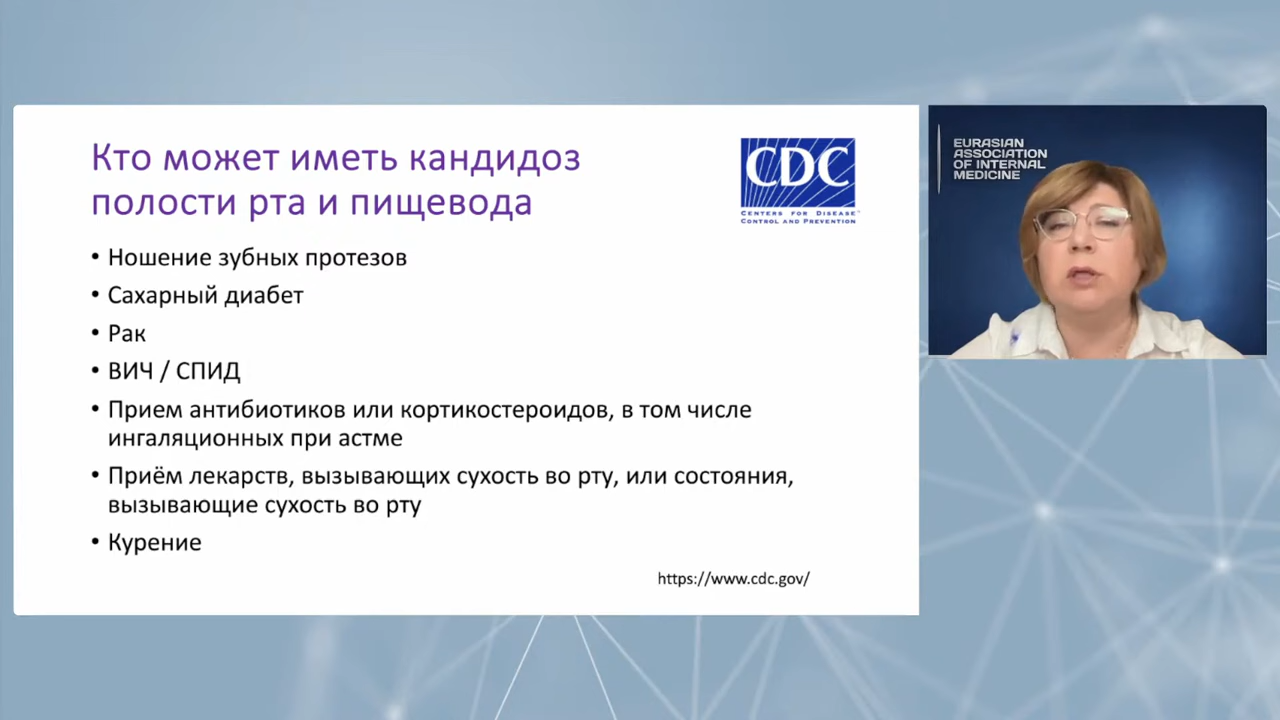 Кто может иметь кандидоз
полости рта и пищевода
CDC
CENTERS FOR DISEASE™
CONTROL AND PREVENTION
• Ношение зубных протезов
• Сахарный диабет
• Рак
• ВИЧ / СПИД
• Прием антибиотиков или кортикостероидов, в том числе
ингаляционных при астме
• Приём лекарств, вызывающих сухость во рту, или состояния,
вызывающие сухость во рту
• Курение
https://www.cdc.gov/
EURASIAN
ASSOCIATION
OF INTERNAL
MEDICINE